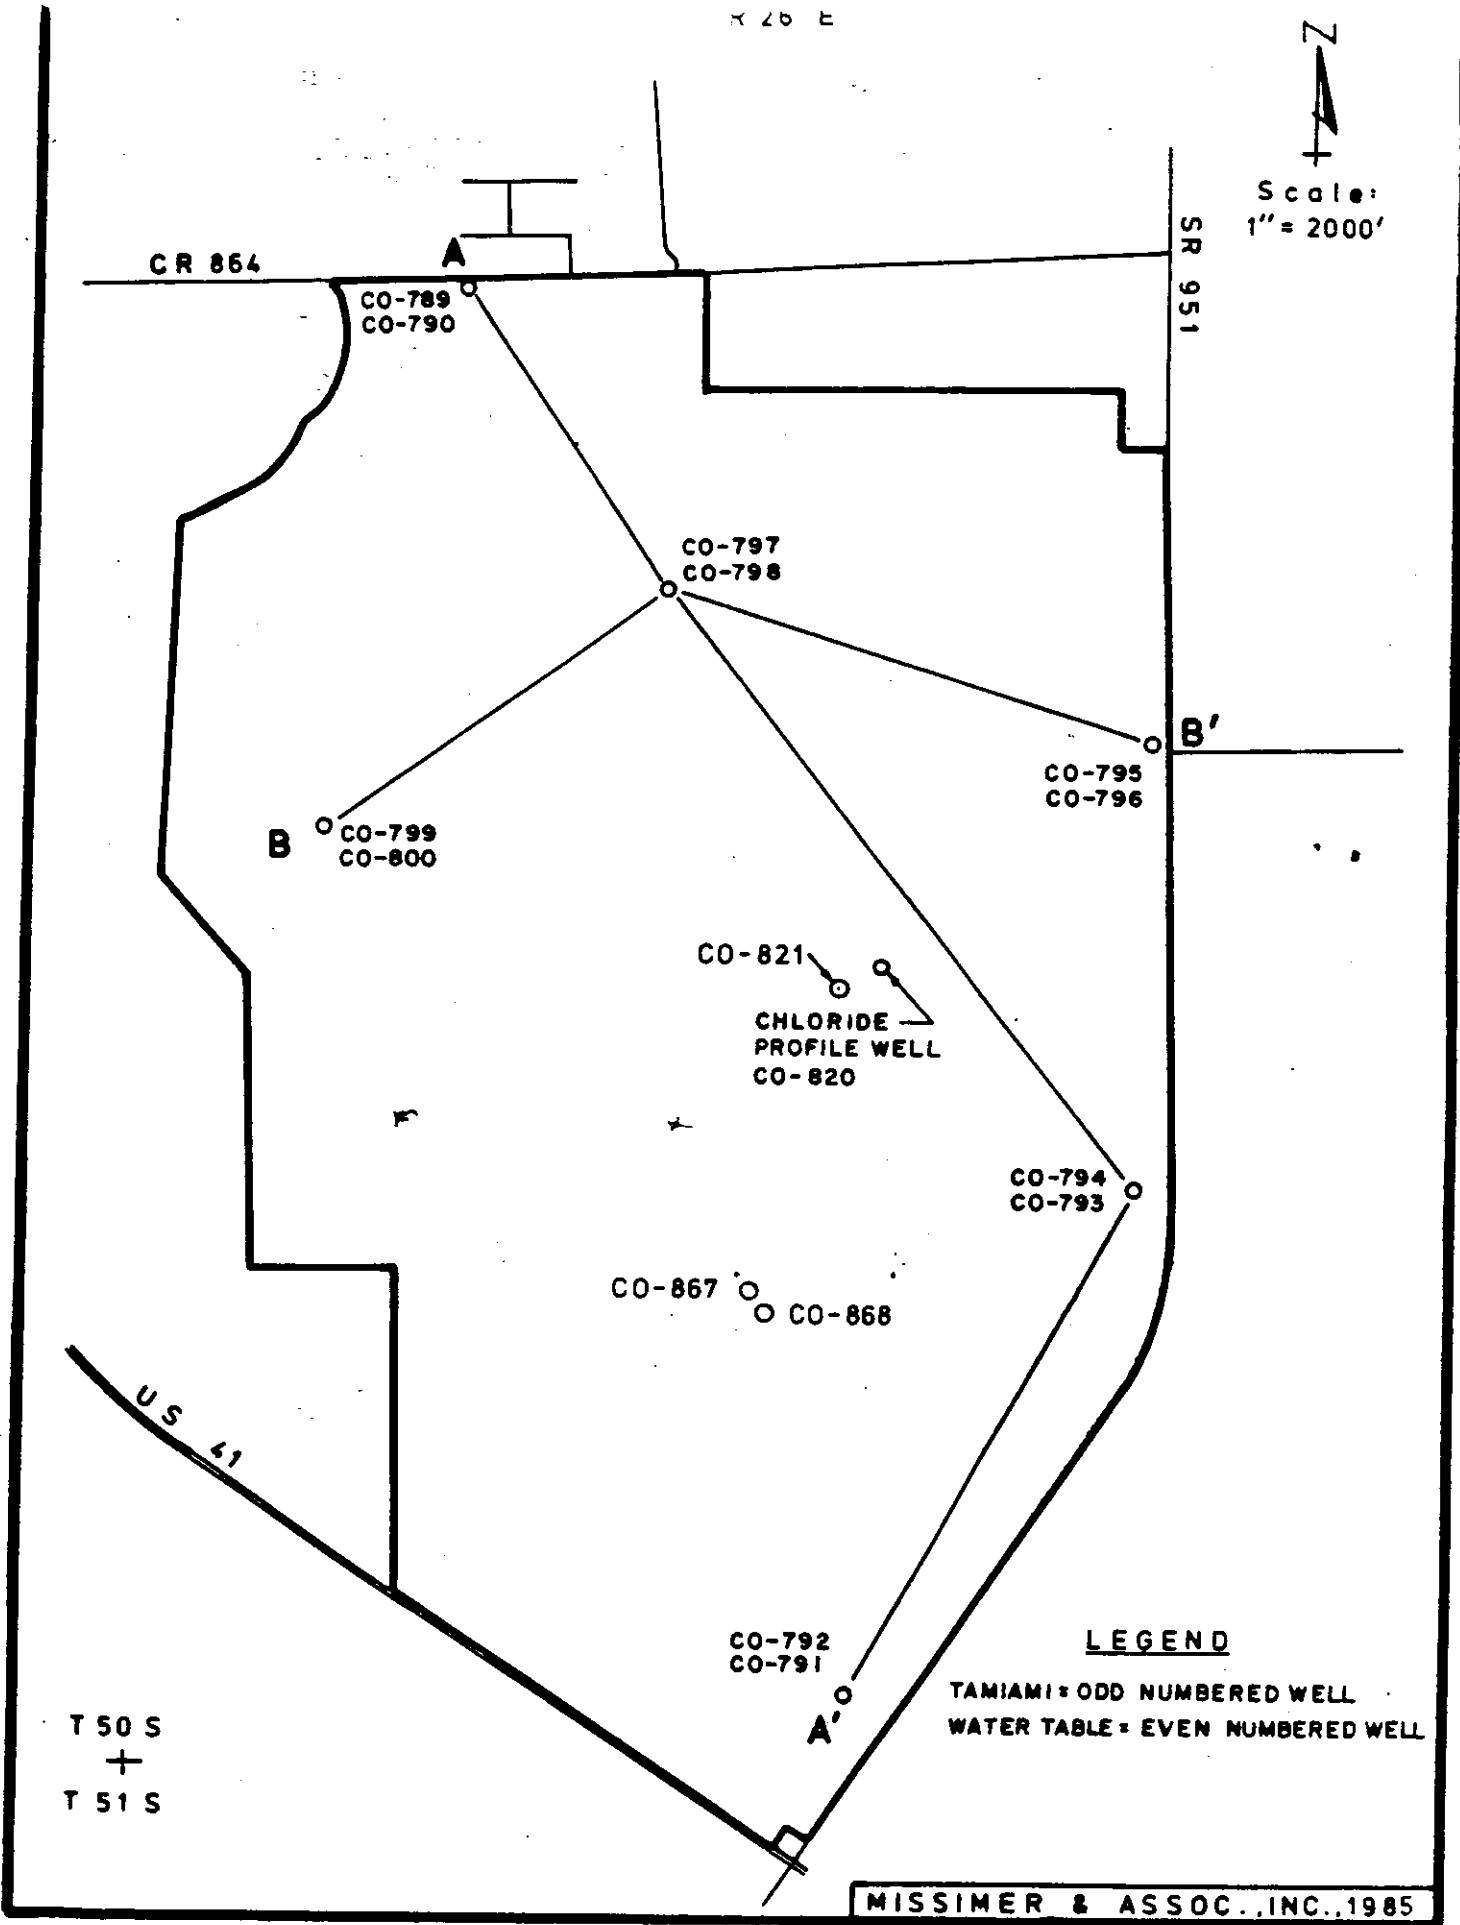 R 26 E
N
Scale:
1" = 2000'
SR 951
CR 864
A
CO-789
CO-790
CO-797
CO-798
B'
CO-795
CO-796
B
CO-799
CO-800
CO-821
CHLORIDE
PROFILE WELL
CO-820
CO-794
CO-793
CO-867
CO-868
US 41
CO-792
CO-791
A'
LEGEND
TAMIAMI = ODD NUMBERED WELL
WATER TABLE = EVEN NUMBERED WELL
T 50 S
T 51 S
MISSIMER & ASSOC., INC., 1985